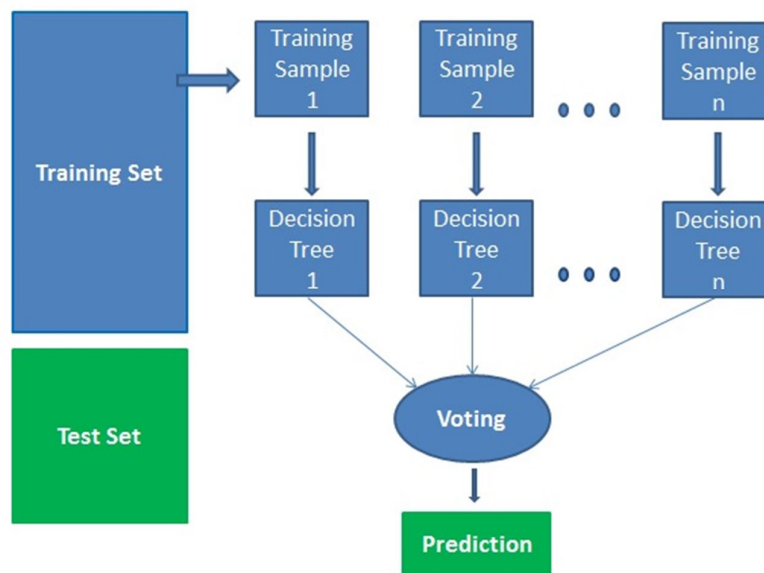 Training Set
Training
Sample
1
Training
Sample
2
Training
Sample
n
Decision
Tree
1
Decision
Tree
2
Decision
Tree
n
Test Set
Voting
Prediction